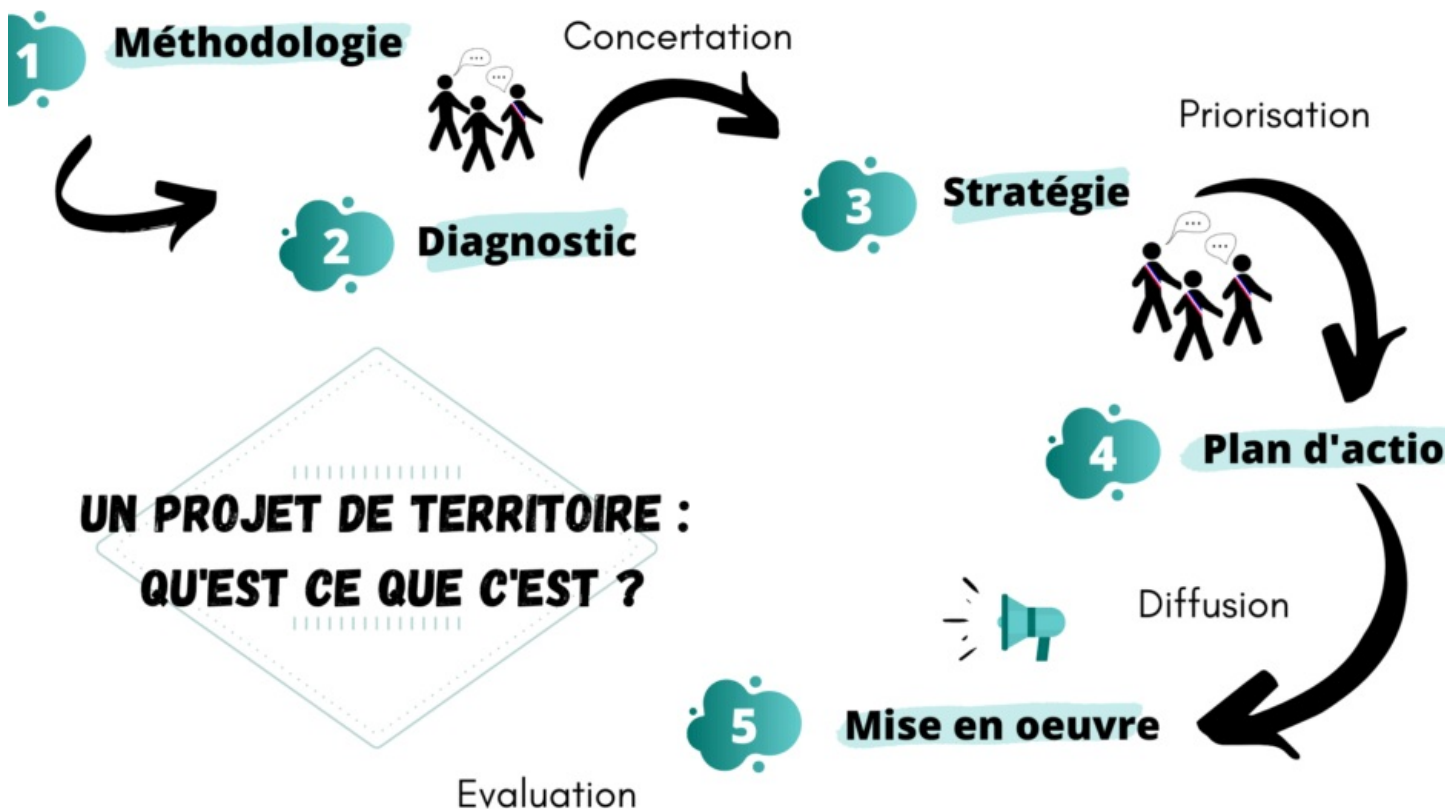 1 Méthodologie
Concertation
Priorisation
2 Diagnostic
3 Stratégie
4 Plan d'actio
UN PROJET DE TERRITOIRE :
QU'EST CE QUE C'EST ?
Diffusion
5 Mise en oeuvre
Evaluation